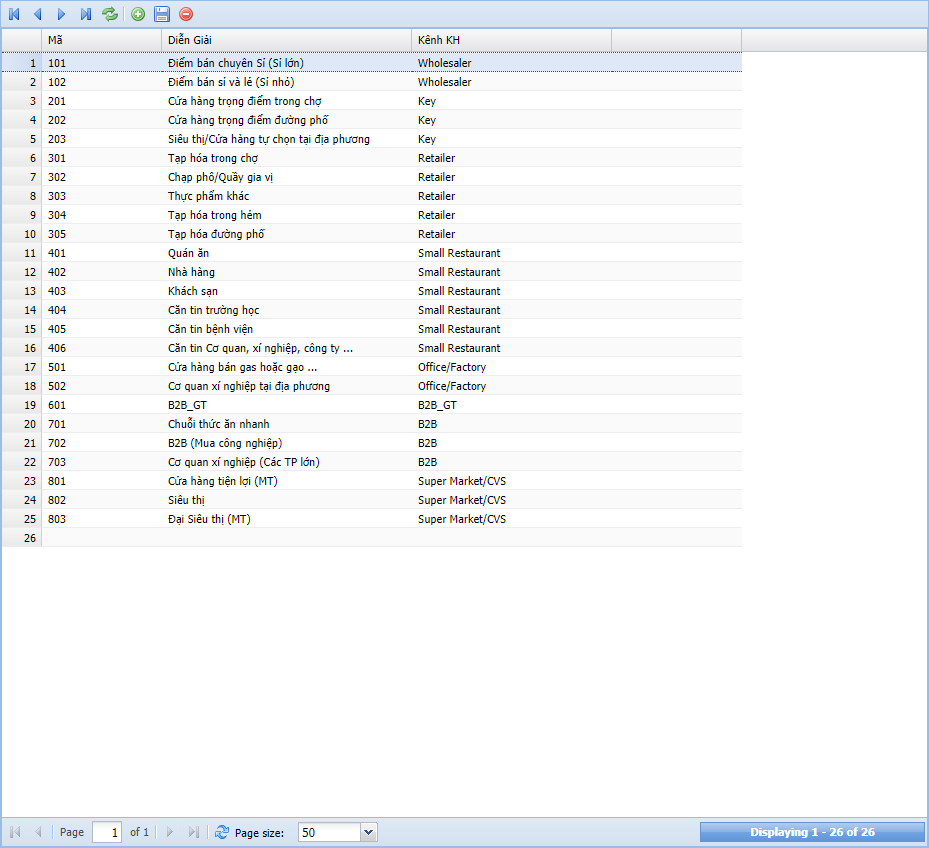 Mã Diễn Giải Kênh KH
1 101 Điểm bán chuyên Sỉ (Sỉ lớn) Wholesaler
2 102 Điểm bán sỉ và lẻ (Sỉ nhỏ) Wholesaler
3 201 Cửa hàng trọng điểm trong chợ Key
4 202 Cửa hàng trọng điểm đường phố Key
5 203 Siêu thị/Cửa hàng tự chọn tại địa phương Key
6 301 Tạp hóa trong chợ Retailer
7 302 Chạp phô/Quầy gia vị Retailer
8 303 Thực phẩm khác Retailer
9 304 Tạp hóa trong hẻm Retailer
10 305 Tạp hóa đường phố Retailer
11 401 Quán ăn Small Restaurant
12 402 Nhà hàng Small Restaurant
13 403 Khách sạn Small Restaurant
14 404 Căn tin trường học Small Restaurant
15 405 Căn tin bệnh viện Small Restaurant
16 406 Căn tin Cơ quan, xí nghiệp, công ty ... Small Restaurant
17 501 Cửa hàng bán gas hoặc gạo ... Office/Factory
18 502 Cơ quan xí nghiệp tại địa phương Office/Factory
19 601 B2B_GT B2B_GT
20 701 Chuỗi thức ăn nhanh B2B
21 702 B2B (Mua công nghiệp) B2B
22 703 Cơ quan xí nghiệp (Các TP lớn) B2B
23 801 Cửa hàng tiện lợi (MT) Super Market/CVS
24 802 Siêu thị Super Market/CVS
25 803 Đại Siêu thị (MT) Super Market/CVS
26
Page 1 of 1 Page size: 50 Displaying 1 - 26 of 26